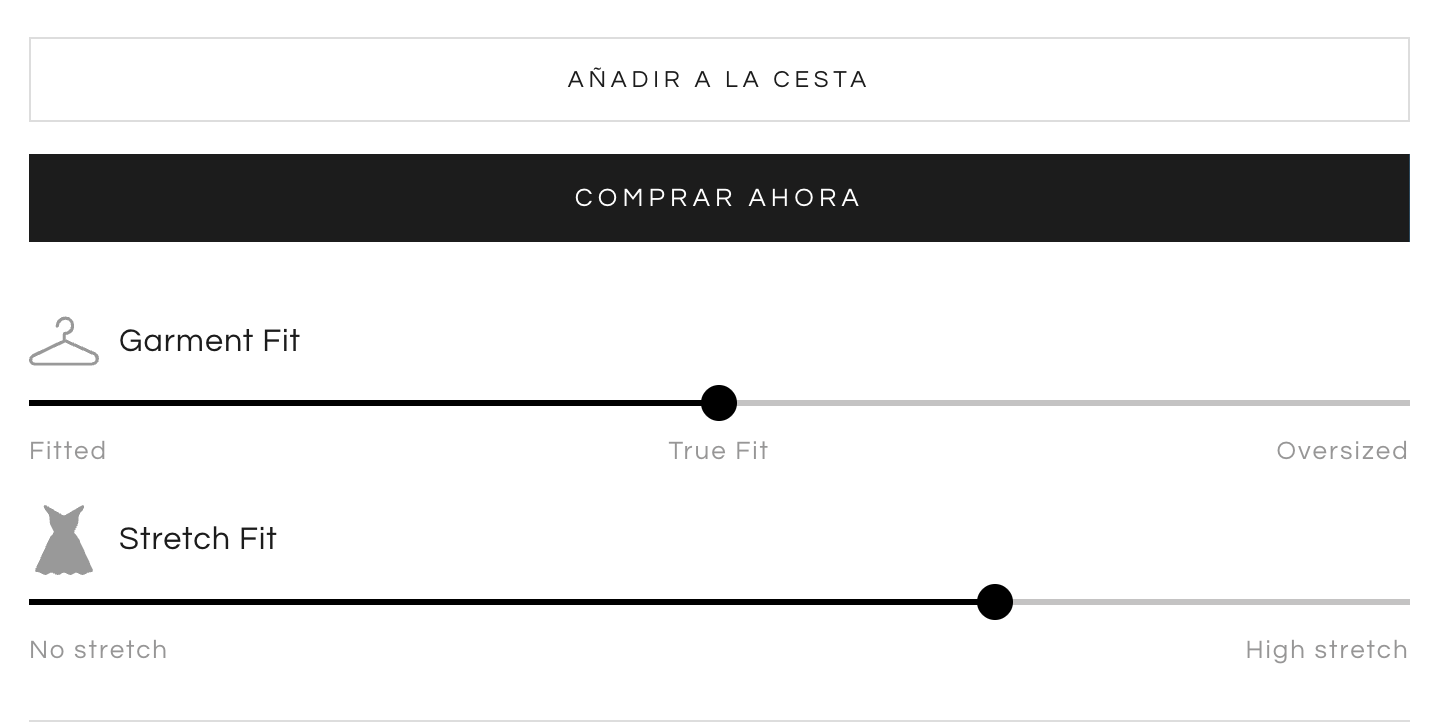 AÑADIR A LA CESTA
COMPRAR AHORA
Garment Fit
Fitted True Fit Oversized
Stretch Fit
No stretch High stretch